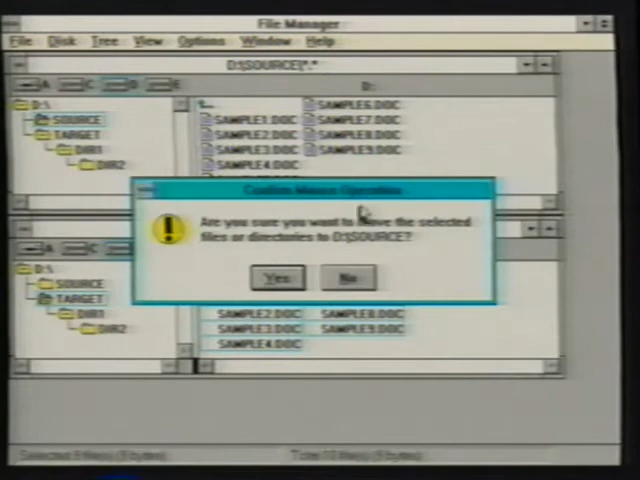 File Manager
File Disk Tree View Options Window Help
D:\SOURCE\*.*
A C D E D:
D:\
SOURCE
TARGET
DIR1
DIR2
SAMPLE1.DOC
SAMPLE2.DOC
SAMPLE3.DOC
SAMPLE4.DOC
SAMPLE6.DOC
SAMPLE7.DOC
SAMPLE8.DOC
SAMPLE9.DOC
Confirm Mouse Operation
Are you sure you want to move the selected
files or directories to D:\SOURCE?
Yes No
A C
D:\
SOURCE
TARGET
DIR1
DIR2
SAMPLE2.DOC SAMPLE8.DOC
SAMPLE3.DOC SAMPLE9.DOC
SAMPLE4.DOC